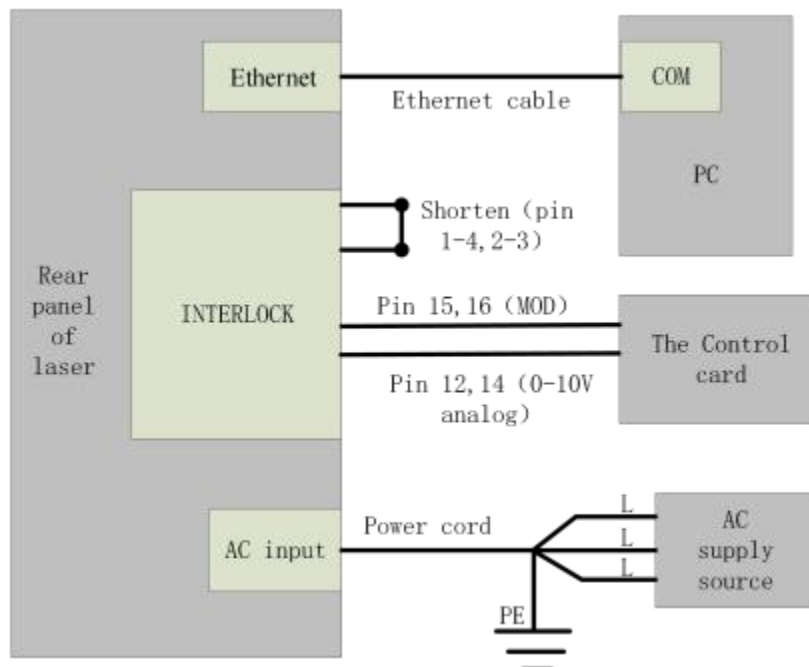 Ethernet
COM
Ethernet cable
PC
Shorten (pin
1-4,2-3)
Rear
panel
of
laser
INTERLOCK
Pin 15,16 (MOD)
The Control
card
Pin 12,14 (0-10V
analog)
L
AC
supply
source
Power cord
AC input
L
L
PE